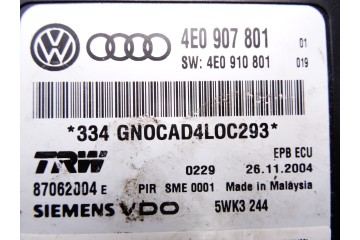 4E0 907 801 01
SW: 4E0 910 801 019
*334 GNOCAD4LOC293*
TRW 0229 EPB ECU 26.11.2004
87062004 E PIR SME 0001 Made in Malaysia
SIEMENS VDO 5WK3 244